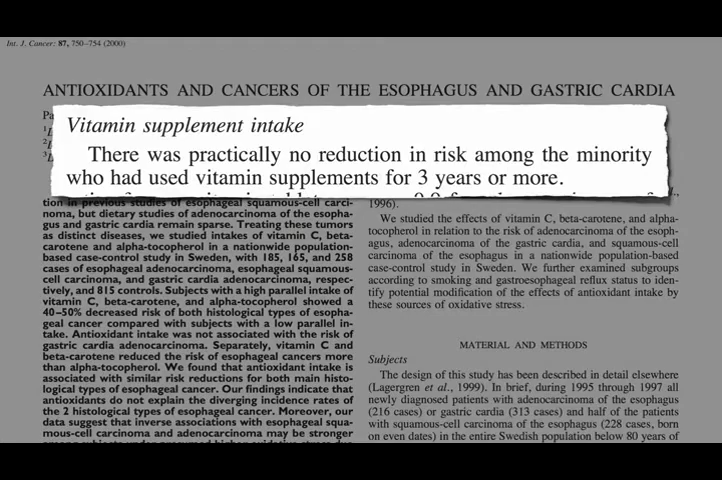 Int. J. Cancer: 87, 750–754 (2000)
ANTIOXIDANTS AND CANCERS OF THE ESOPHAGUS AND GASTRIC CARDIA
Vitamin supplement intake
There was practically no reduction in risk among the minority
who had used vitamin supplements for 3 years or more.
tion in previous studies of esophageal squamous-cell carci-
noma, but dietary studies of adenocarcinoma of the esopha-
gus and gastric cardia remain sparse. Treating these tumors
as distinct diseases, we studied intakes of vitamin C, beta-
carotene and alpha-tocopherol in a nationwide population-
based case-control study in Sweden, with 185, 165, and 258
cases of esophageal adenocarcinoma, esophageal squamous-
cell carcinoma, and gastric cardia adenocarcinoma, respec-
tively, and 815 controls. Subjects with a high parallel intake of
vitamin C, beta-carotene, and alpha-tocopherol showed a
40–50% decreased risk of both histological types of esopha-
geal cancer compared with subjects with a low parallel in-
take. Antioxidant intake was not associated with the risk of
gastric cardia adenocarcinoma. Separately, vitamin C and
beta-carotene reduced the risk of esophageal cancers more
than alpha-tocopherol. We found that antioxidant intake is
associated with similar risk reductions for both main histo-
logical types of esophageal cancer. Our findings indicate that
antioxidants do not explain the diverging incidence rates of
the 2 histological types of esophageal cancer. Moreover, our
data suggest that inverse associations with esophageal squa-
mous-cell carcinoma and adenocarcinoma may be stronger
1996).
We studied the effects of vitamin C, beta-carotene, and alpha-
tocopherol in relation to the risk of adenocarcinoma of the esoph-
agus, adenocarcinoma of the gastric cardia, and squamous-cell
carcinoma of the esophagus in a nationwide population-based
case-control study in Sweden. We further examined subgroups
according to smoking and gastroesophageal reflux status to iden-
tify potential modification of the effects of antioxidant intake by
these sources of oxidative stress.
MATERIAL AND METHODS
Subjects
The design of this study has been described in detail elsewhere
(Lagergren et al., 1999). In brief, during 1995 through 1997 all
newly diagnosed patients with adenocarcinoma of the esophagus
(216 cases) or gastric cardia (313 cases) and half of the patients
with squamous-cell carcinoma of the esophagus (228 cases, born
on even dates) in the entire Swedish population below 80 years of